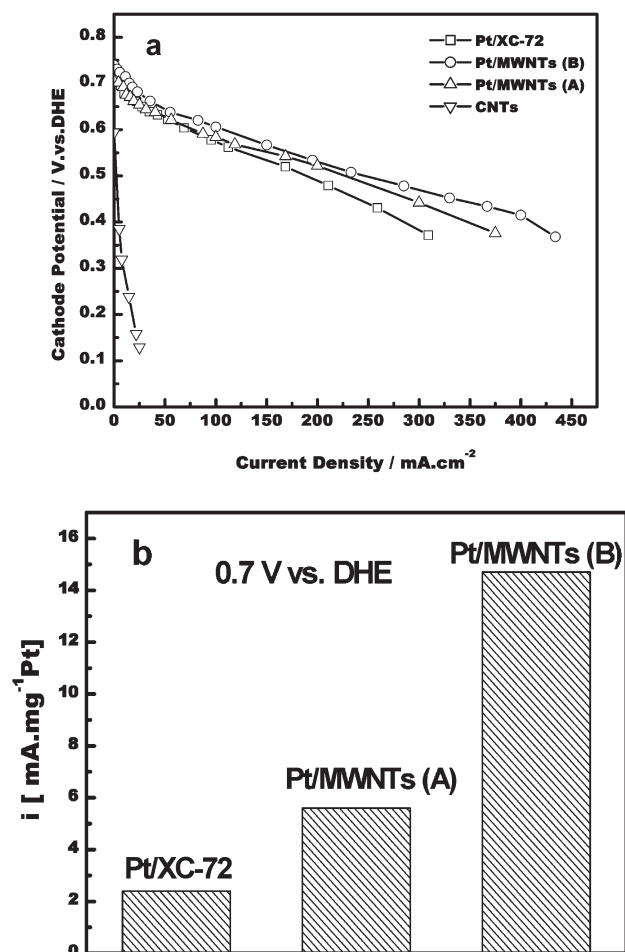 a
Pt/XC-72
Pt/MWNTs (B)
Pt/MWNTs (A)
CNTs
0.8
0.7
0.6
0.5
0.4
0.3
0.2
0.1
0.0
Cathode Potential / V.vs.DHE
0 50 100 150 200 250 300 350 400 450
Current Density / mA.cm⁻²
b
0.7 V vs. DHE
Pt/MWNTs (B)
Pt/MWNTs (A)
Pt/XC-72
16
14
12
10
8
6
4
2
0
i [ mA.mg⁻¹Pt]